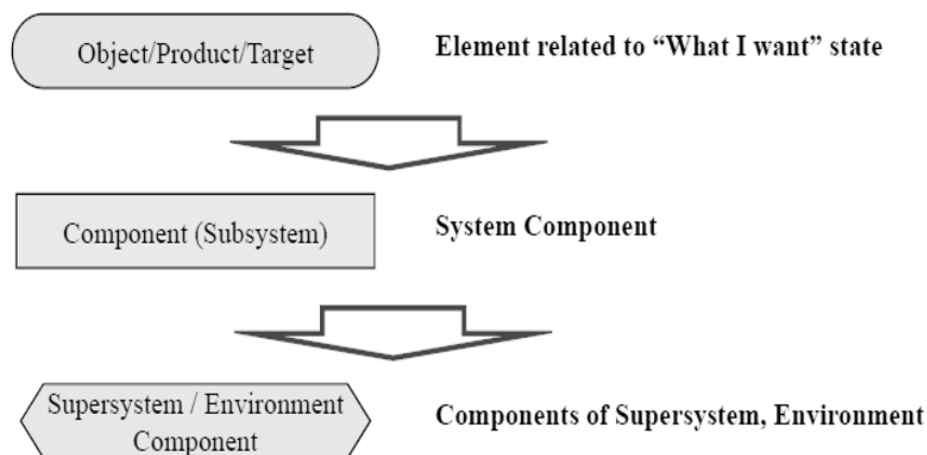 Object/Product/Target
Element related to “What I want” state
Component (Subsystem)
System Component
Supersystem / Environment
Component
Components of Supersystem, Environment